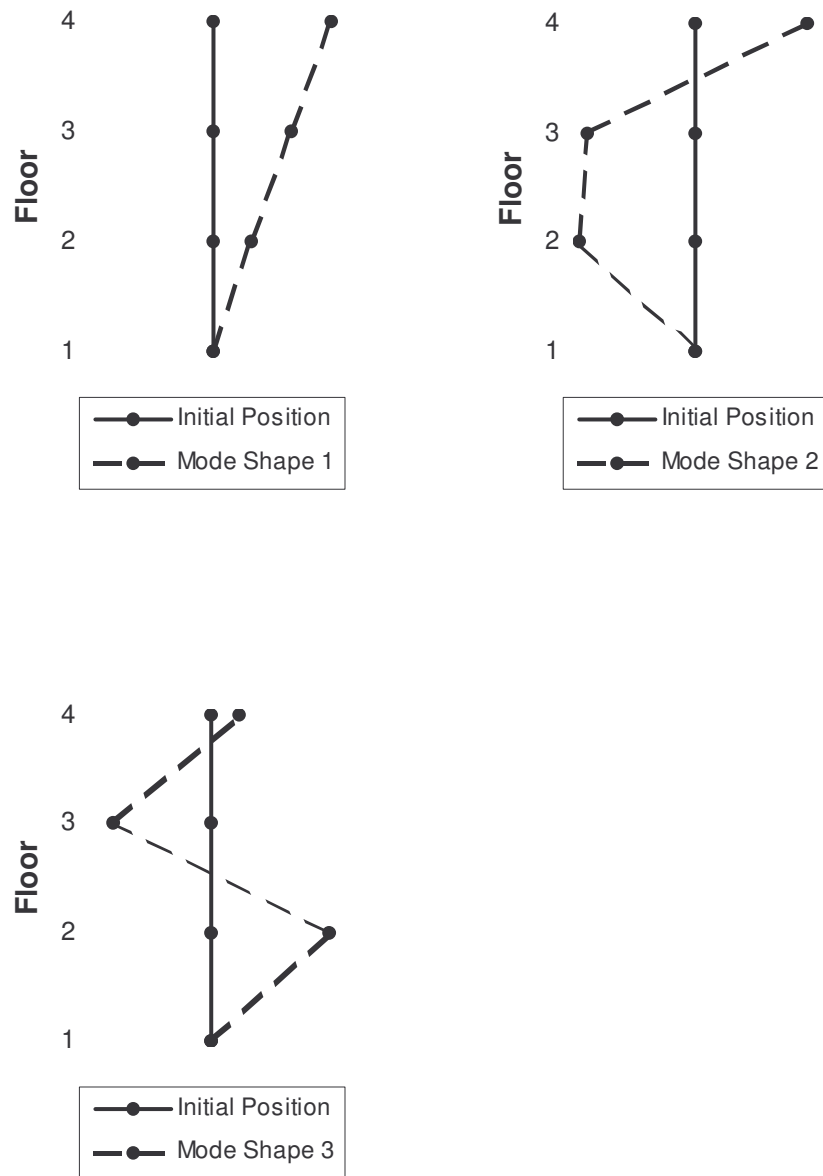 4
3
2
1
Floor
Initial Position
Mode Shape 1
4
3
2
1
Floor
Initial Position
Mode Shape 2
4
3
2
1
Floor
Initial Position
Mode Shape 3